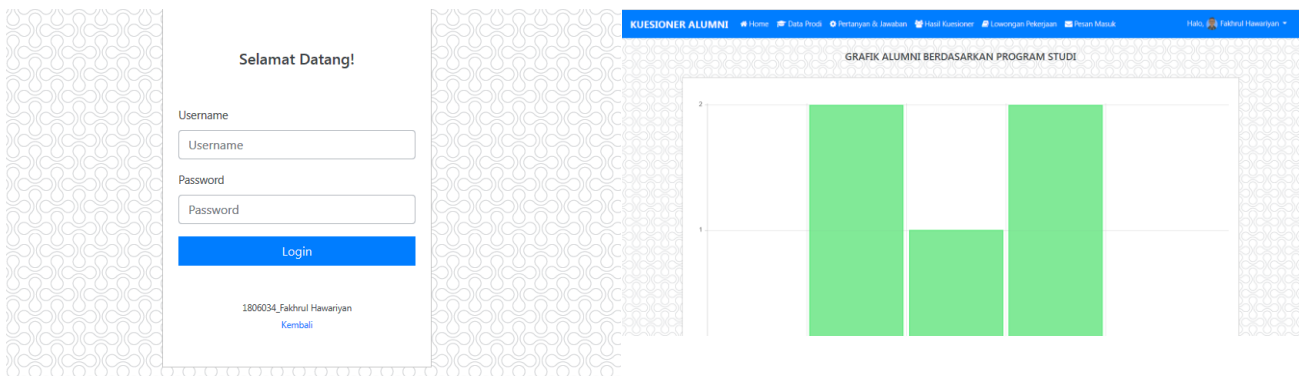 Selamat Datang!
Username
Username
Password
Password
Login
1806034_Fakhrul Hawariyan
Kembali
KUESIONER ALUMNI Home Data Prodi Pertanyan & Jawaban Hasil Kuesioner Lowongan Pekerjaan Pesan Masuk Halo, Fakhrul Hawariyan
GRAFIK ALUMNI BERDASARKAN PROGRAM STUDI
2
1